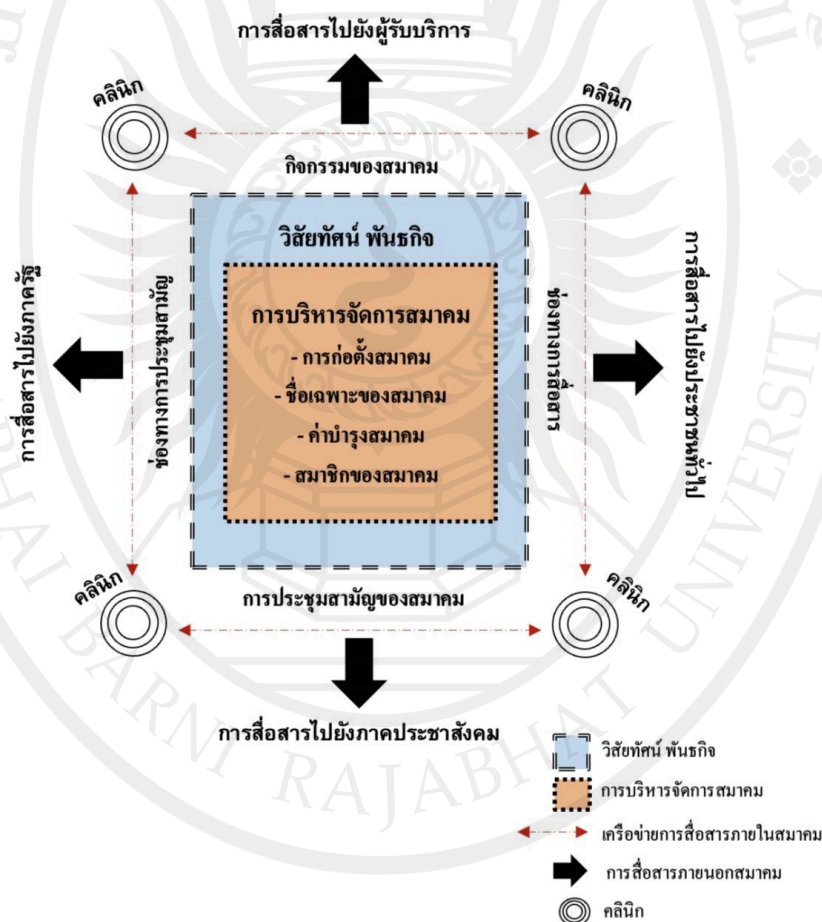 การสื่อสารไปยังผู้รับบริการ
คลินิก
คลินิก
กิจกรรมของสมาคม
วิสัยทัศน์ พันธกิจ
การบริหารจัดการสมาคม
- การก่อตั้งสมาคม
- ชื่อเฉพาะของสมาคม
- ค่าบำรุงสมาคม
- สมาชิกของสมาคม
การสื่อสารไปยังภาครัฐ
ช่องทางการประชุมสามัญ
ช่องทางการสื่อสาร
การสื่อสารไปยังประชาชนทั่วไป
คลินิก
คลินิก
การประชุมสามัญของสมาคม
การสื่อสารไปยังภาคประชาสังคม
วิสัยทัศน์ พันธกิจ
การบริหารจัดการสมาคม
เครือข่ายการสื่อสารภายในสมาคม
การสื่อสารภายนอกสมาคม
คลินิก
BARNI RAJABHAT UNIVERSITY